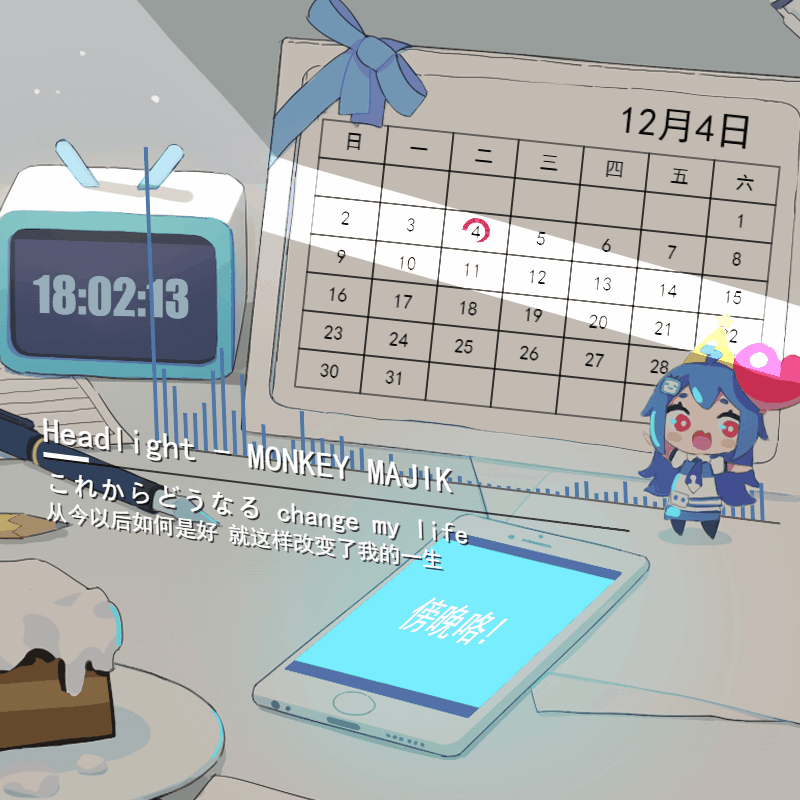 12月4日
日 一 二 三 四 五 六
1
2 3 4 5 6 7 8
9 10 11 12 13 14 15
16 17 18 19 20 21 22
23 24 25 26 27 28
30 31
18:02:13
Headlight - MONKEY MAJIK
これからどうなる change my life
从今以后如何是好 就这样改变了我的一生
傍晚咯!